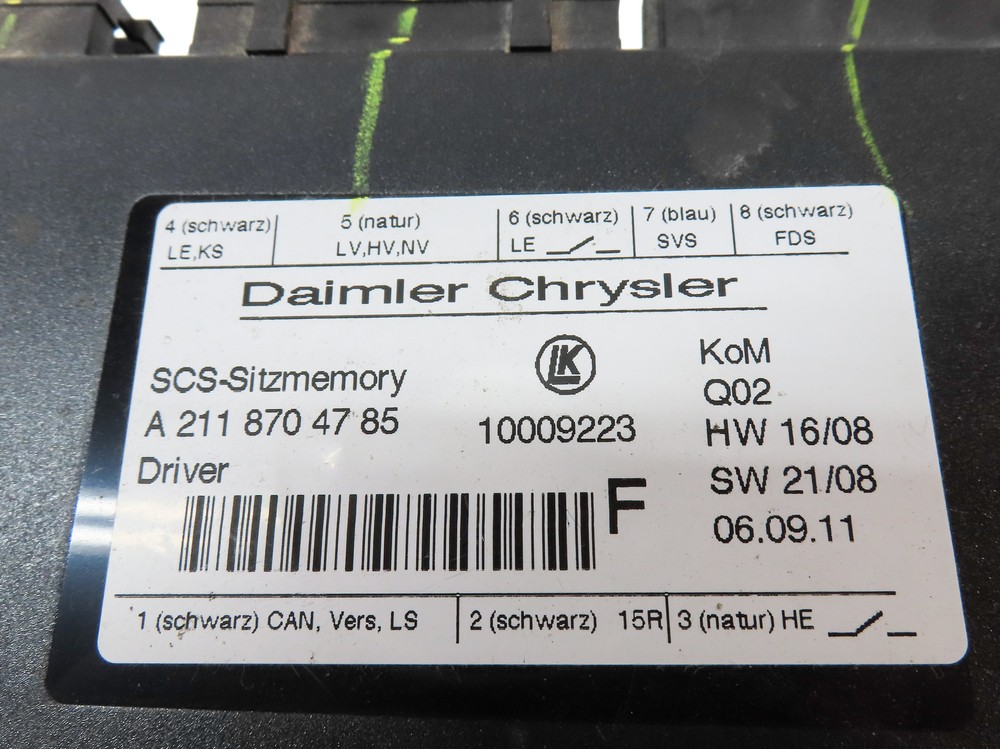 4 (schwarz) 5 (natur) 6 (schwarz) 7 (blau) 8 (schwarz)
LE,KS LV,HV,NV LE SVS FDS
Daimler Chrysler
LK
SCS-Sitzmemory KoM
Q02
A 211 870 47 85 10009223 HW 16/08
Driver SW 21/08
F 06.09.11
1 (schwarz) CAN, Vers, LS 2 (schwarz) 15R 3 (natur) HE